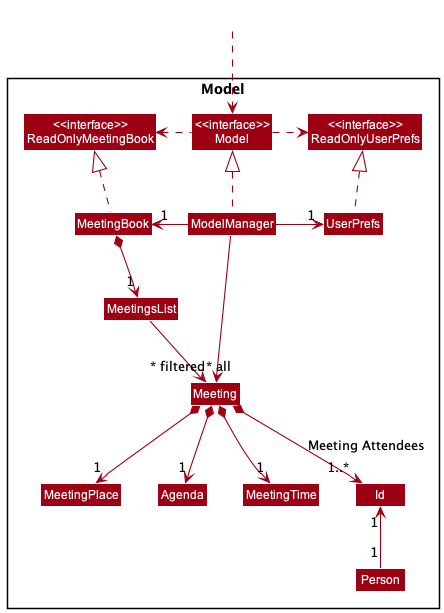 Model
<<interface>> <<interface>> <<interface>>
ReadOnlyMeetingBook Model ReadOnlyUserPrefs
1 1
MeetingBook ModelManager UserPrefs
1
MeetingsList
* filtered * all
Meeting
Meeting Attendees
1 1 1 1..*
MeetingPlace Agenda MeetingTime Id
1
1
Person